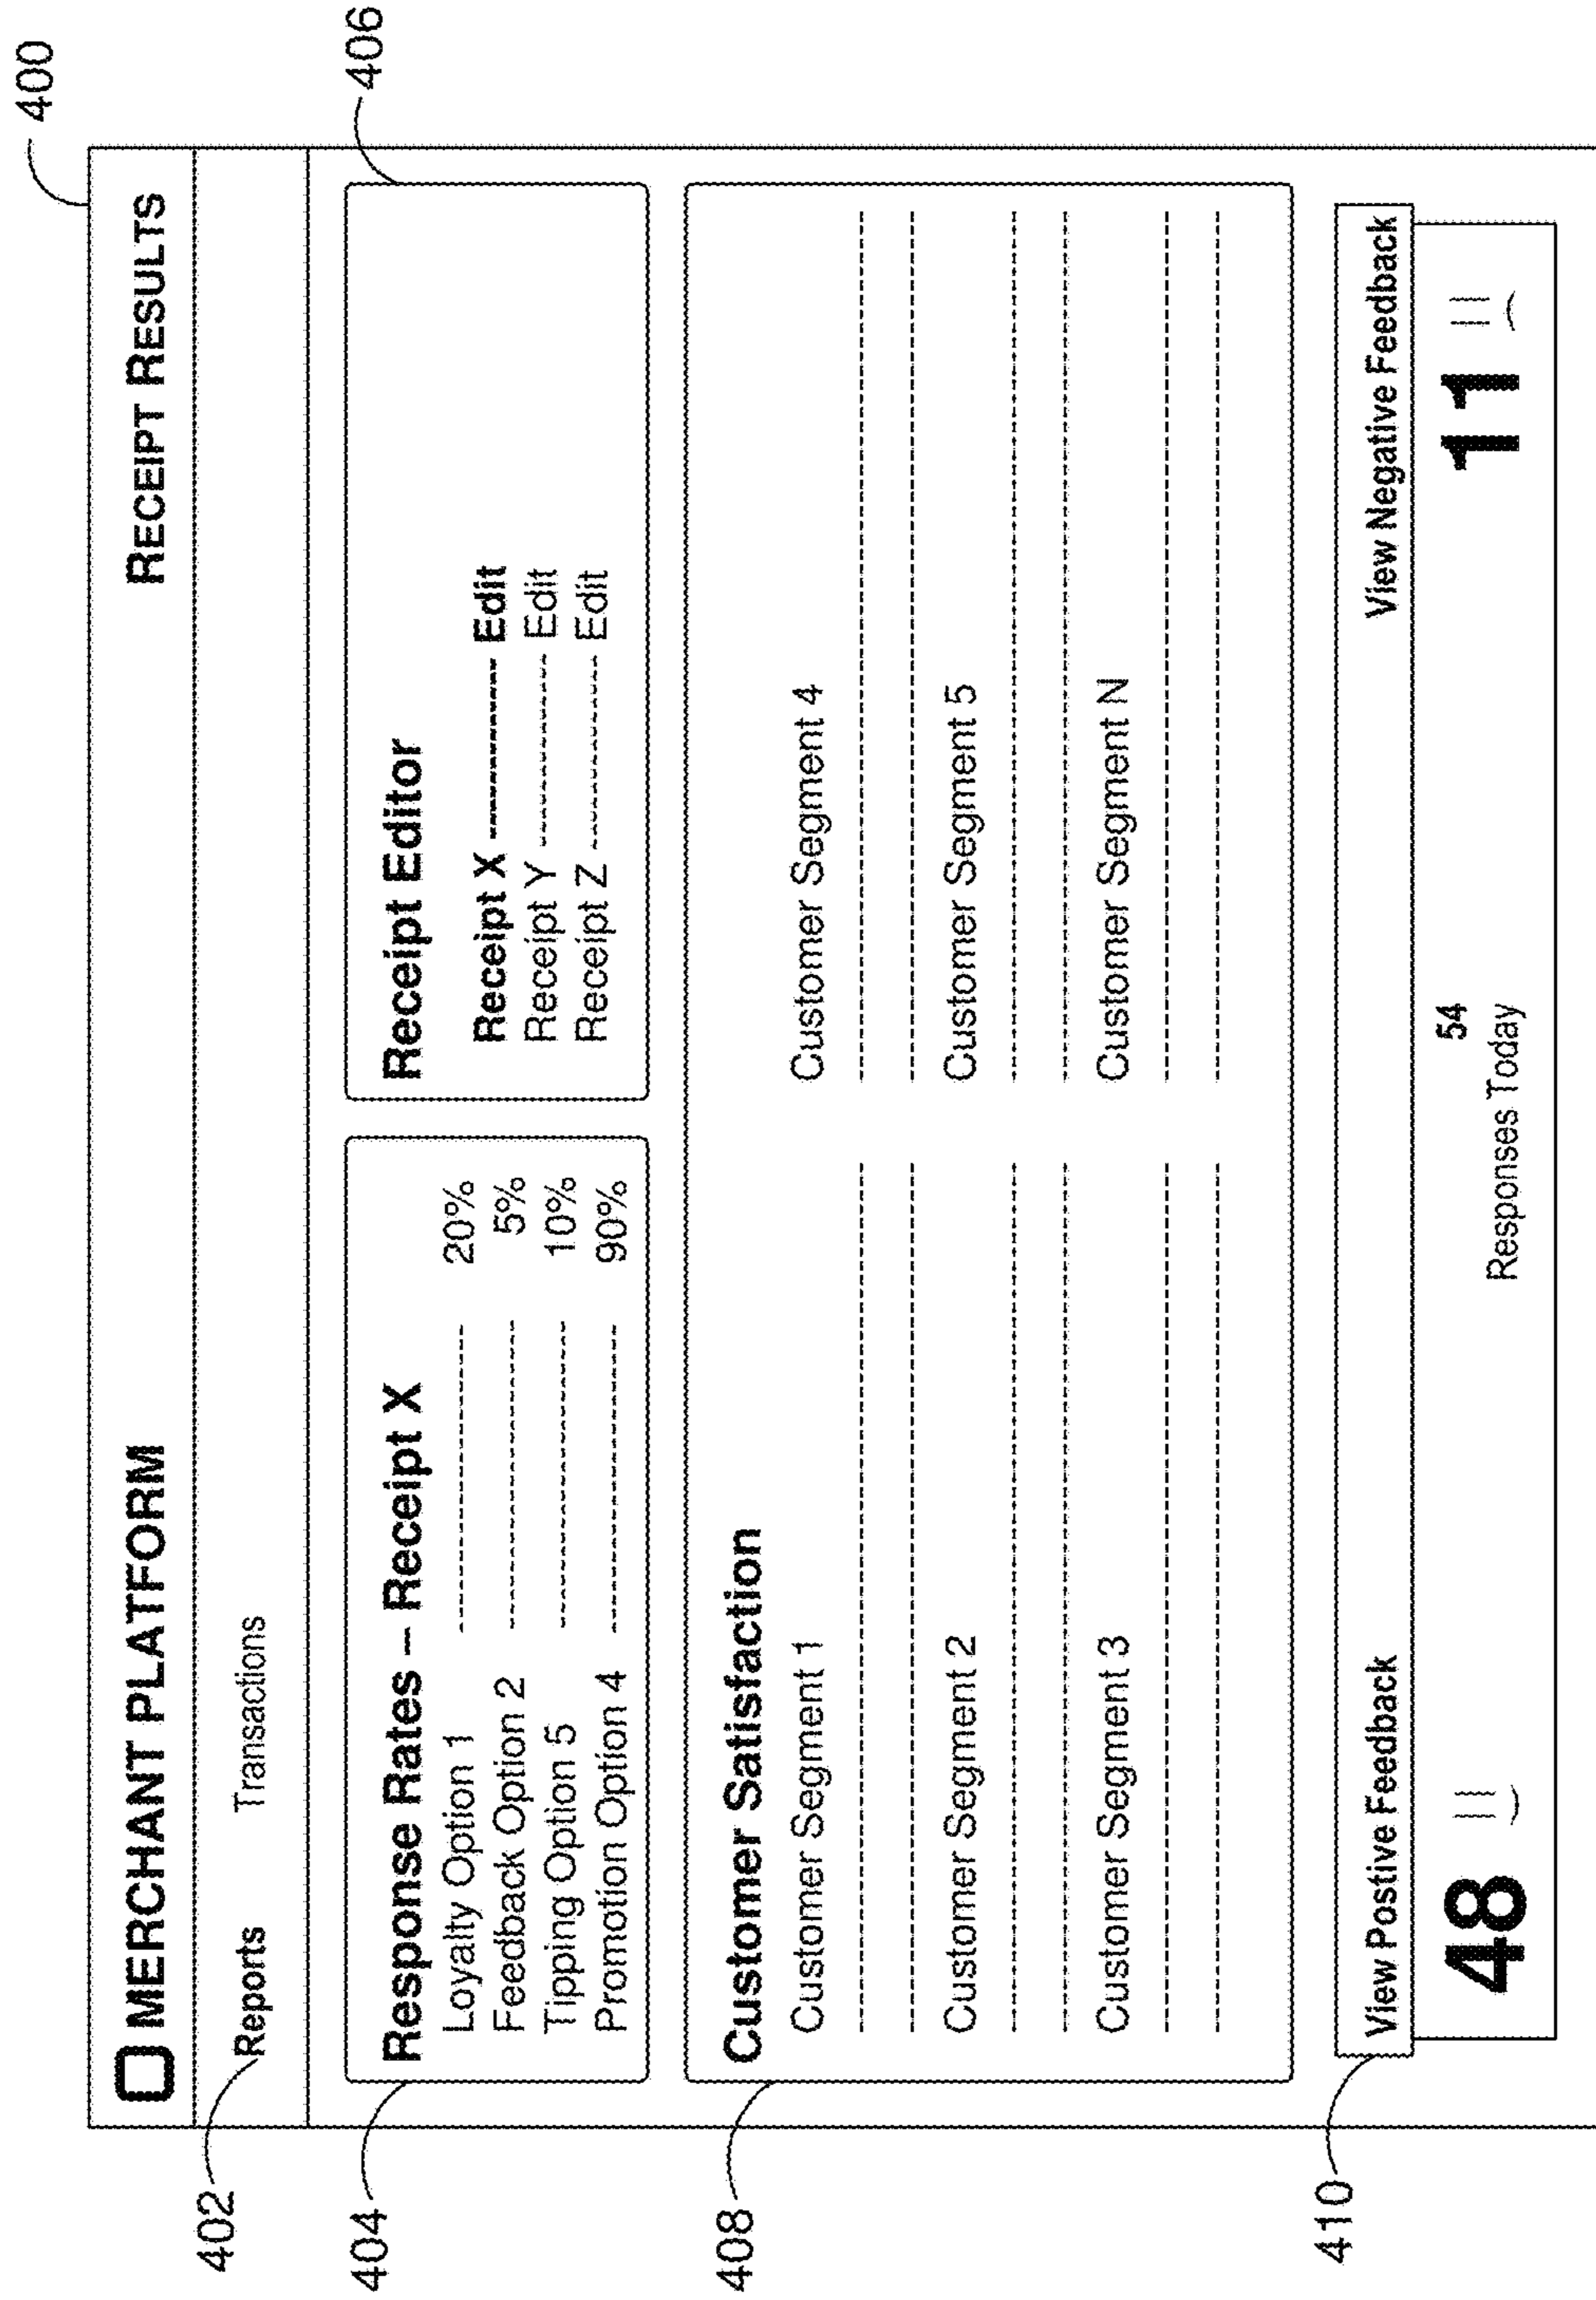 400
MERCHANT PLATFORM RECEIPT RESULTS
402
Reports Transactions
404
Response Rates – Receipt X
Loyalty Option 1 20%
Feedback Option 2 5%
Tipping Option 5 10%
Promotion Option 4 90%
406
Receipt Editor
Receipt X Edit
Receipt Y Edit
Receipt Z Edit
408
Customer Satisfaction
Customer Segment 1 Customer Segment 4
Customer Segment 2 Customer Segment 5
Customer Segment 3 Customer Segment N
410
View Postive Feedback View Negative Feedback
48 54 11
Responses Today